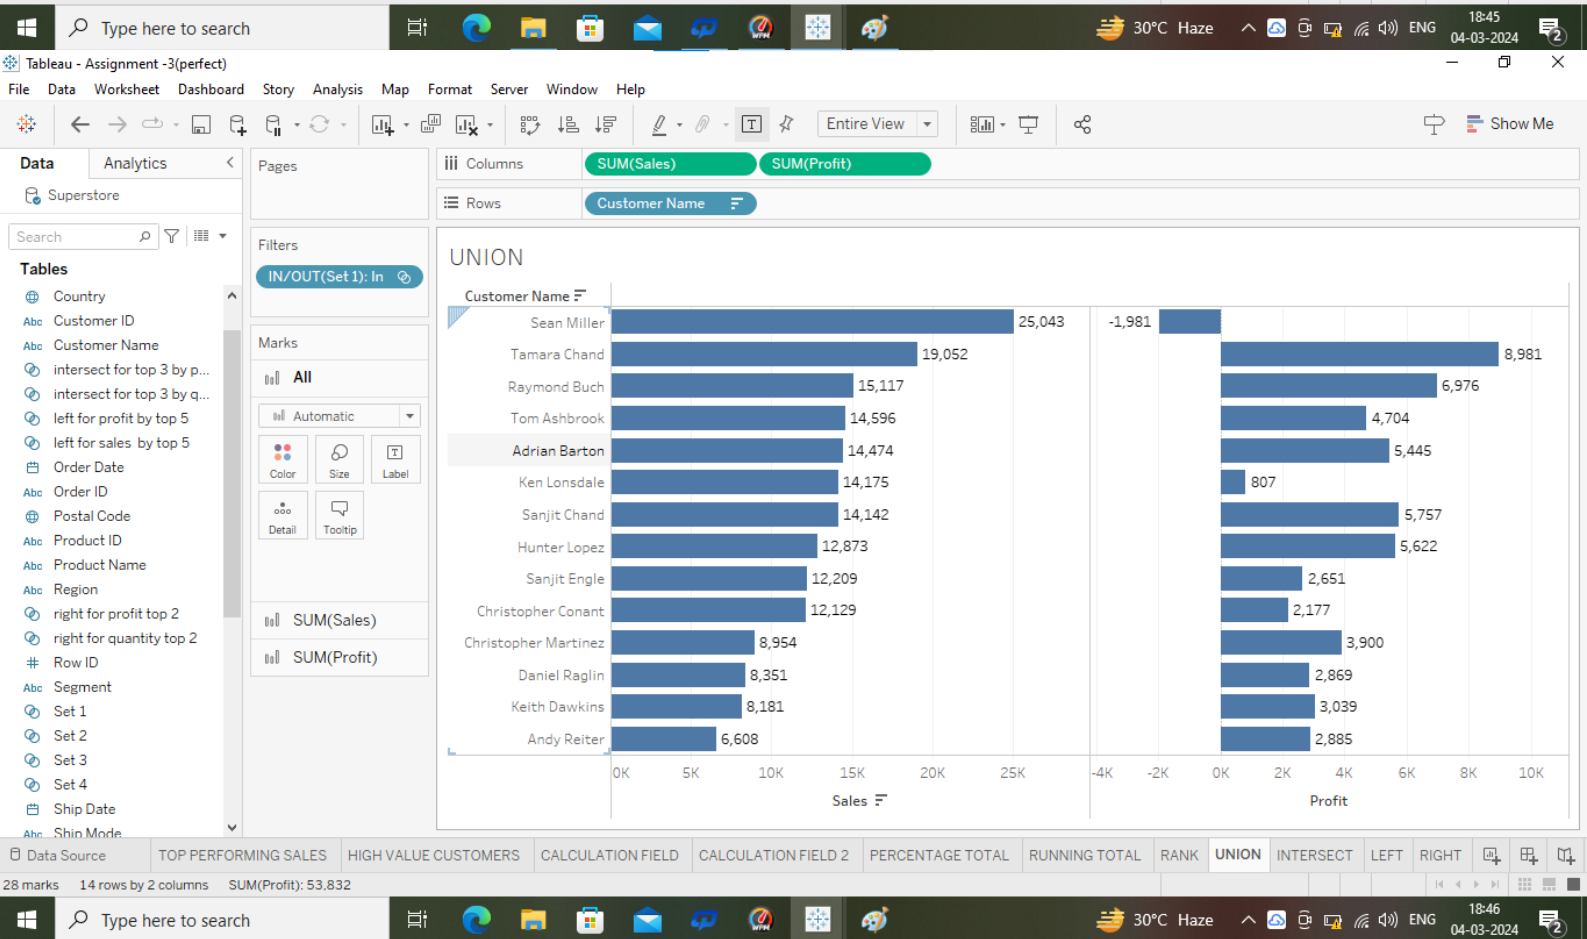 Type here to search
30°C Haze
ENG
18:45
04-03-2024
2
Tableau - Assignment -3(perfect)
File Data Worksheet Dashboard Story Analysis Map Format Server Window Help
Entire View
Show Me
Data
Analytics
Superstore
Search
Tables
Country
Abc Customer ID
Abc Customer Name
intersect for top 3 by p...
intersect for top 3 by q...
left for profit by top 5
left for sales by top 5
Order Date
Abc Order ID
Postal Code
Abc Product ID
Abc Product Name
Abc Region
right for profit top 2
right for quantity top 2
# Row ID
Abc Segment
Set 1
Set 2
Set 3
Set 4
Ship Date
Abc Ship Mode
Pages
Filters
IN/OUT(Set 1): In
Marks
All
Automatic
Color Size Label
Detail Tooltip
SUM(Sales)
SUM(Profit)
Columns SUM(Sales) SUM(Profit)
Rows Customer Name
UNION
Customer Name
Sean Miller 25,043 -1,981
Tamara Chand 19,052 8,981
Raymond Buch 15,117 6,976
Tom Ashbrook 14,596 4,704
Adrian Barton 14,474 5,445
Ken Lonsdale 14,175 807
Sanjit Chand 14,142 5,757
Hunter Lopez 12,873 5,622
Sanjit Engle 12,209 2,651
Christopher Conant 12,129 2,177
Christopher Martinez 8,954 3,900
Daniel Raglin 8,351 2,869
Keith Dawkins 8,181 3,039
Andy Reiter 6,608 2,885
0K 5K 10K 15K 20K 25K -4K -2K 0K 2K 4K 6K 8K 10K
Sales Profit
Data Source TOP PERFORMING SALES HIGH VALUE CUSTOMERS CALCULATION FIELD CALCULATION FIELD 2 PERCENTAGE TOTAL RUNNING TOTAL RANK UNION INTERSECT LEFT RIGHT
28 marks 14 rows by 2 columns SUM(Profit): 53,832
Type here to search
30°C Haze
ENG
18:46
04-03-2024
2